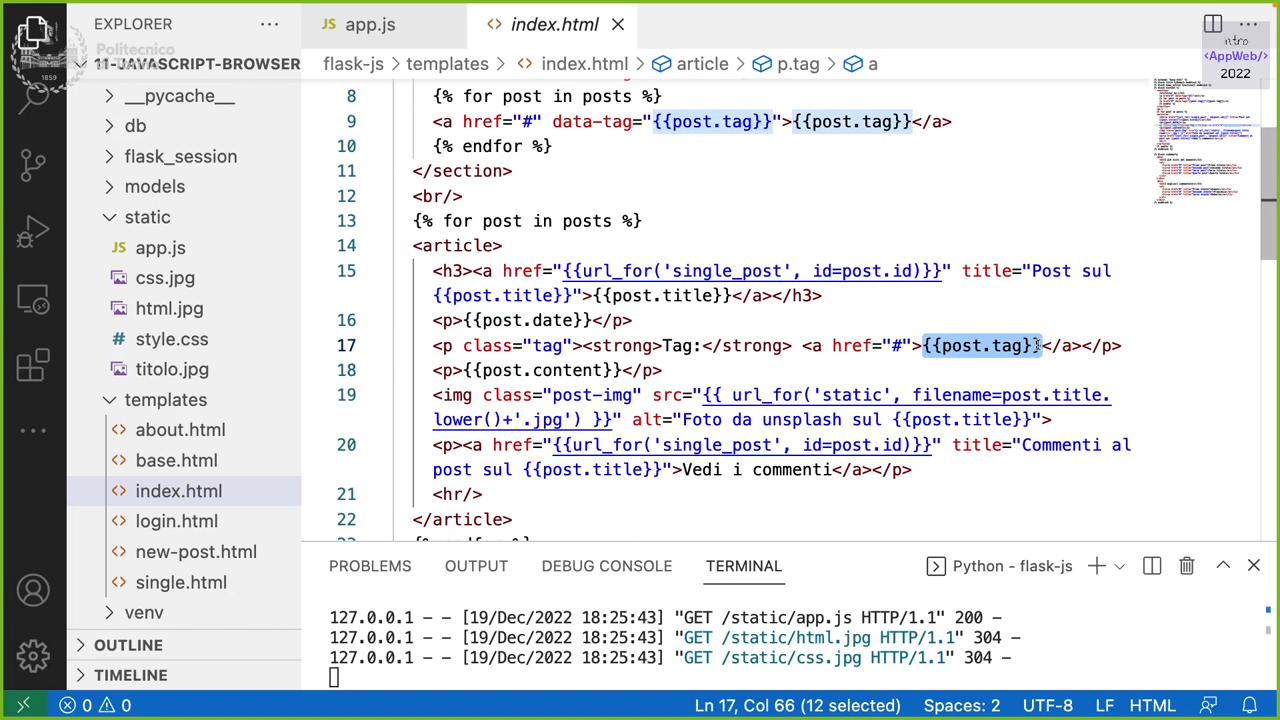 EXPLORER
Politecnico
1859
11-JAVASCRIPT-BROWSER
__pycache__
db
flask_session
models
static
JS app.js
css.jpg
html.jpg
# style.css
titolo.jpg
templates
about.html
base.html
index.html
login.html
new-post.html
single.html
venv
OUTLINE
TIMELINE
JS app.js
<> index.html
ntro
<AppWeb/>
2022
flask-js > templates > <> index.html > article > p.tag > a
8 {% for post in posts %}
9 <a href="#" data-tag="{{post.tag}}">{{post.tag}}</a>
10 {% endfor %}
11 </section>
12 <br/>
13 {% for post in posts %}
14 <article>
15 <h3><a href="{{url_for('single_post', id=post.id)}}" title="Post sul
{{post.title}}">{{post.title}}</a></h3>
16 <p>{{post.date}}</p>
17 <p class="tag"><strong>Tag:</strong> <a href="#">{{post.tag}}</a></p>
18 <p>{{post.content}}</p>
19 <img class="post-img" src="{{ url_for('static', filename=post.title.
lower()+'.jpg') }}" alt="Foto da unsplash sul {{post.title}}">
20 <p><a href="{{url_for('single_post', id=post.id)}}" title="Commenti al
post sul {{post.title}}">Vedi i commenti</a></p>
21 <hr/>
22 </article>
PROBLEMS OUTPUT DEBUG CONSOLE TERMINAL
Python - flask-js
127.0.0.1 - - [19/Dec/2022 18:25:43] "GET /static/app.js HTTP/1.1" 200 -
127.0.0.1 - - [19/Dec/2022 18:25:43] "GET /static/html.jpg HTTP/1.1" 304 -
127.0.0.1 - - [19/Dec/2022 18:25:43] "GET /static/css.jpg HTTP/1.1" 304 -
0 0 Ln 17, Col 66 (12 selected) Spaces: 2 UTF-8 LF HTML